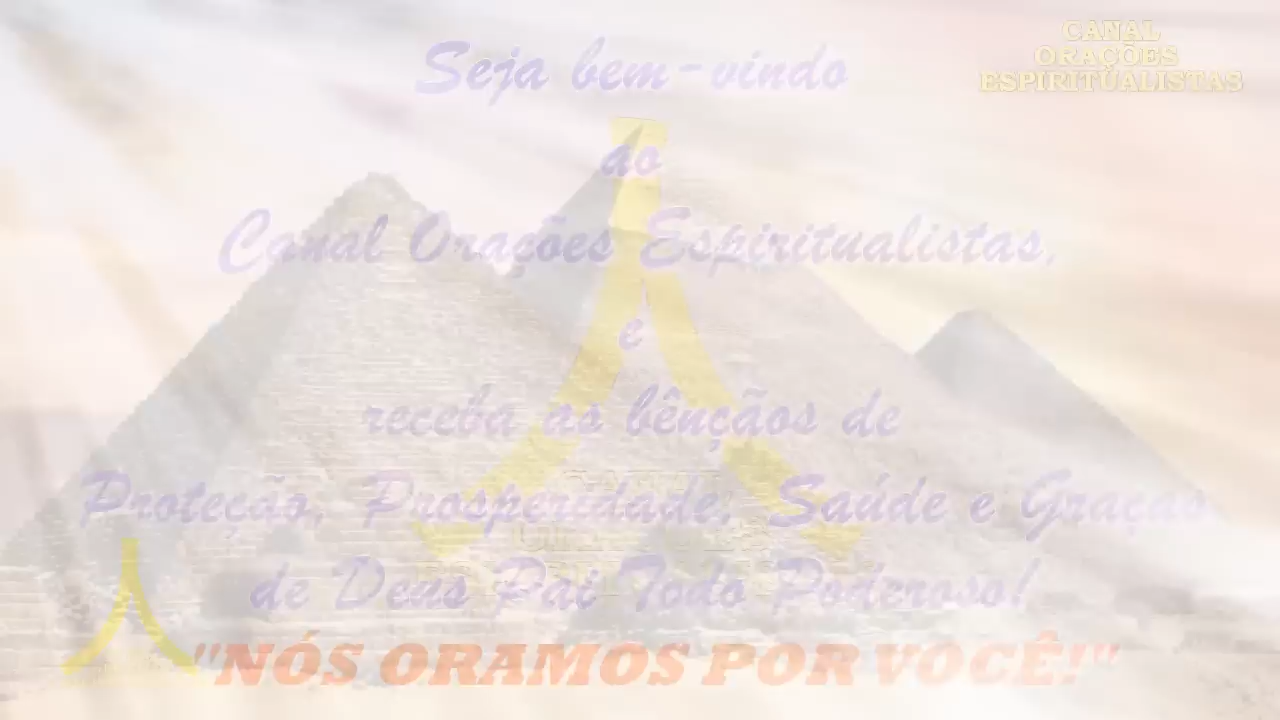 CANAL
ORAÇÕES
ESPIRITUALISTAS
Seja bem-vindo
ao
Canal Orações Espiritualistas,
e
receba as bênçãos de
Proteção, Prosperidade, Saúde e Graças
de Deus Pai Todo Poderoso!
"NÓS ORAMOS POR VOCÊ!"